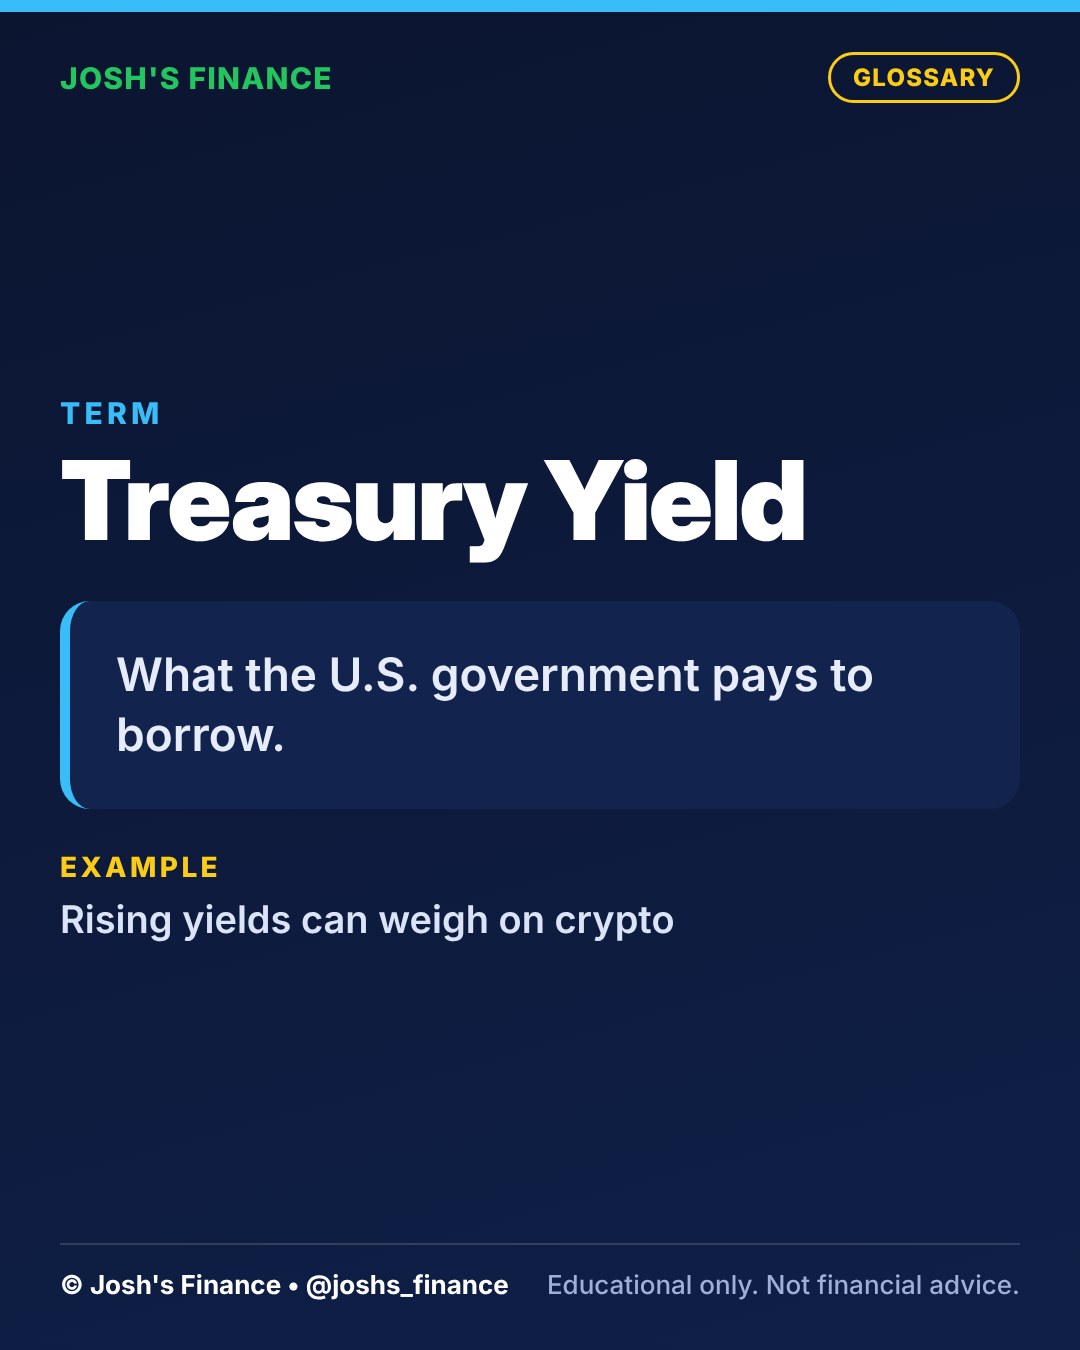 JOSH'S FINANCE
GLOSSARY
TERM
Treasury Yield
What the U.S. government pays to
borrow.
EXAMPLE
Rising yields can weigh on crypto
© Josh's Finance • @joshs_finance
Educational only. Not financial advice.